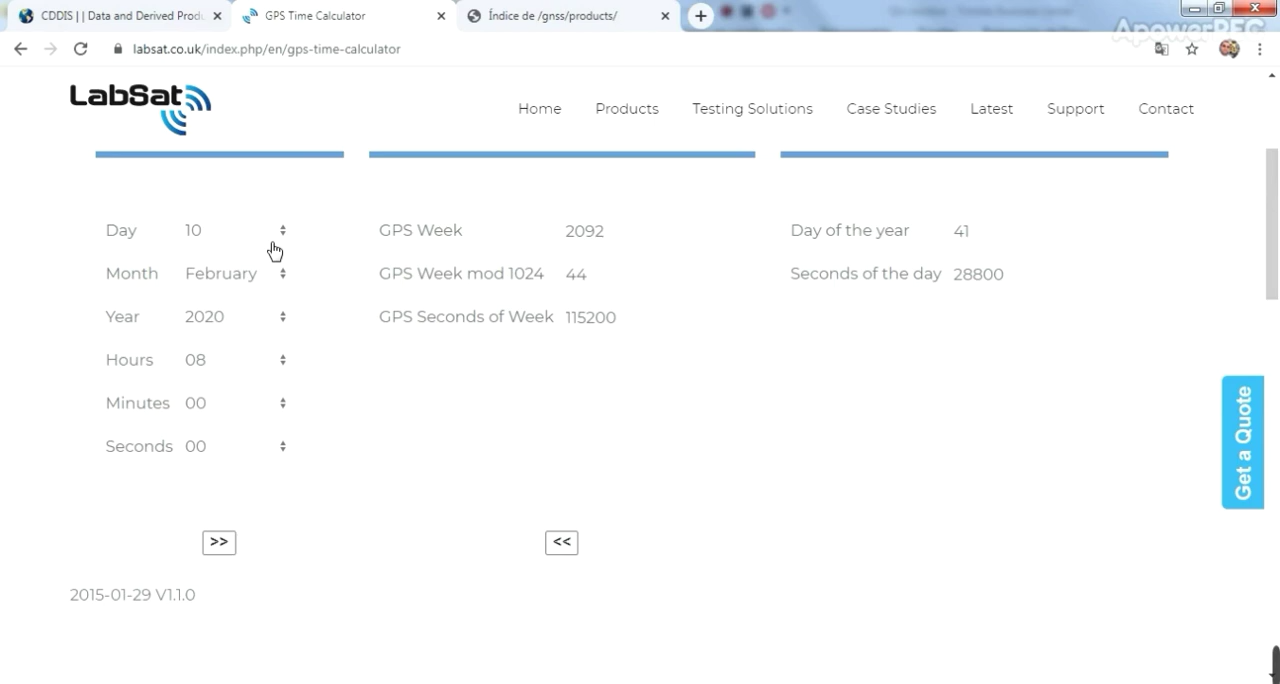 CDDIS | | Data and Derived Produ
GPS Time Calculator
Índice de /gnss/products/
ApowerREC
labsat.co.uk/index.php/en/gps-time-calculator
LabSat
Home Products Testing Solutions Case Studies Latest Support Contact
Day 10 GPS Week 2092 Day of the year 41
Month February GPS Week mod 1024 44 Seconds of the day 28800
Year 2020 GPS Seconds of Week 115200
Hours 08
Minutes 00
Seconds 00
Get a Quote
>> <<
2015-01-29 V1.1.0